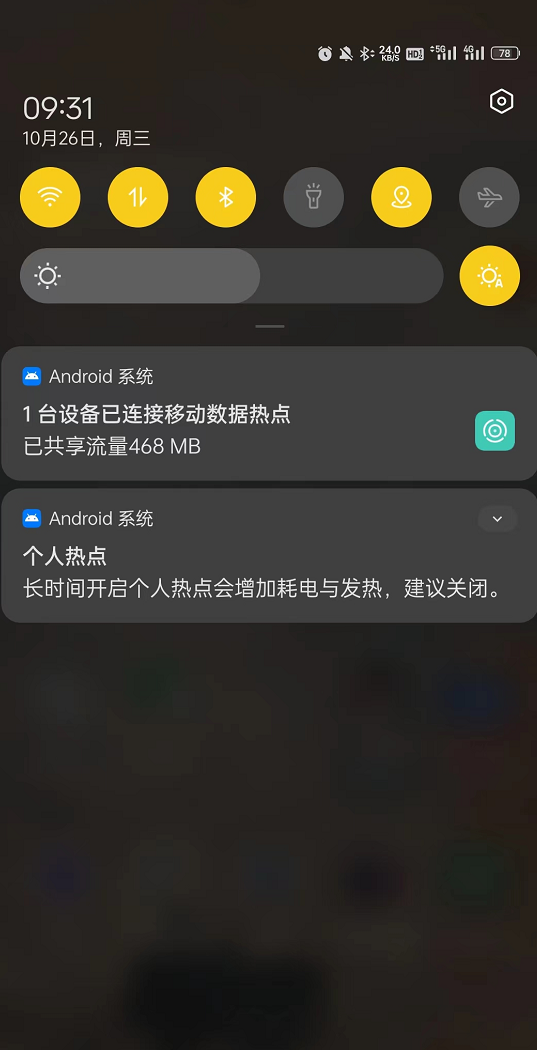 24.0
KB/S
HD
5G
4G
78
09:31
10月26日，周三
A
Android 系统
1 台设备已连接移动数据热点
已共享流量468 MB
Android 系统
个人热点
长时间开启个人热点会增加耗电与发热，建议关闭。